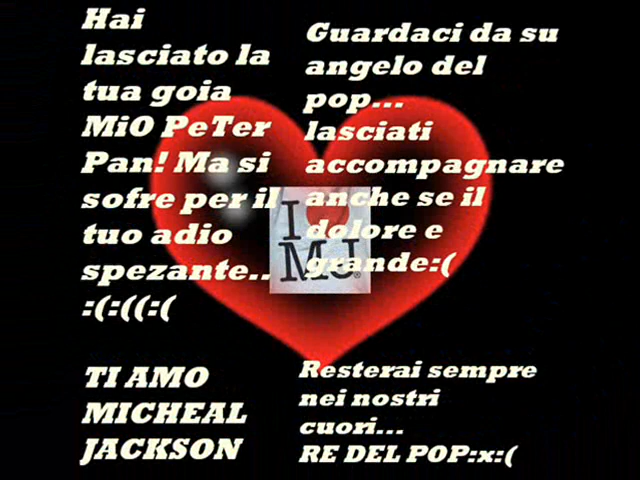 Hai
lasciato la
tua goia
MiO PeTer
Pan! Ma si
sofre per il
tuo adio
spezante..
:(:((:(
TI AMO
MICHEAL
JACKSON
Guardaci da su
angelo del
pop...
lasciati
accompagnare
anche se il
dolore e
grande:(
Resterai sempre
nei nostri
cuori...
RE DEL POP:x:(
I
MJ